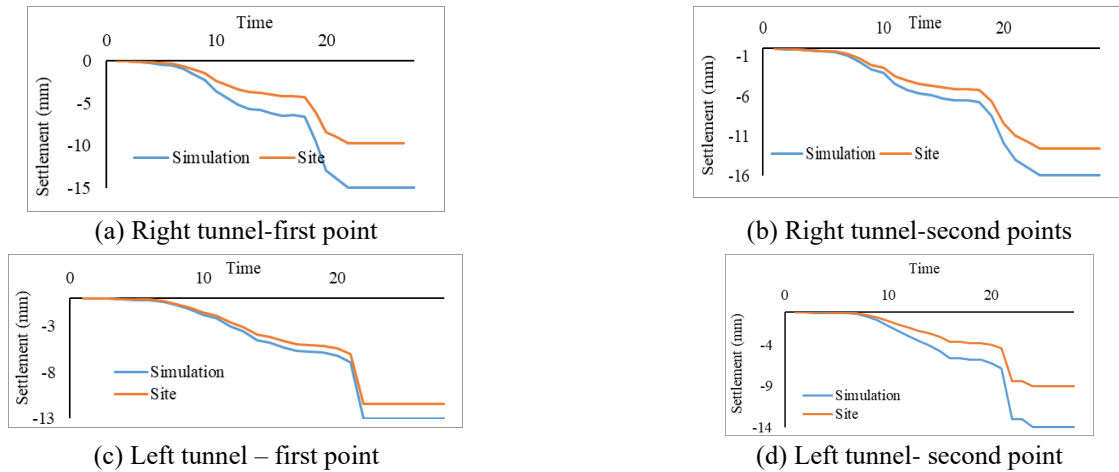 Time
0
10
20
0
-5
-10
-15
Settlement (mm)
Simulation
Site
(a) Right tunnel-first point
0
10
20
Time
-1
-6
-11
-16
Settlement (mm)
Simulation
Site
(b) Right tunnel-second points
Time
0
10
20
-3
-8
-13
Settlement (mm)
Simulation
Site
(c) Left tunnel – first point
Time
0
10
20
-4
-9
-14
Settlement (mm)
Simulation
Site
(d) Left tunnel- second point